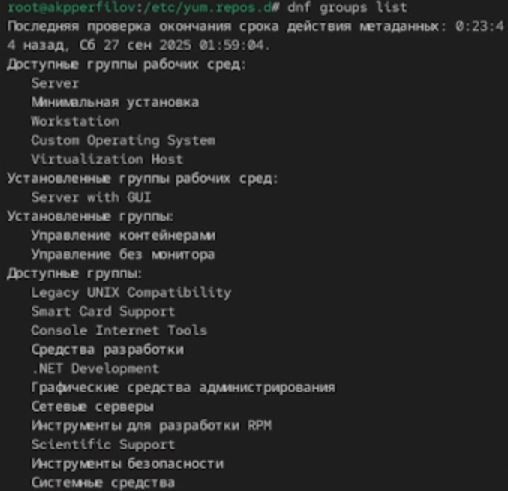 root@akpperfilov:/etc/yum.repos.d# dnf groups list
Последняя проверка окончания срока действия метаданных: 0:23:4
4 назад, Сб 27 сен 2025 01:59:04.
Доступные группы рабочих сред:
Server
Минимальная установка
Workstation
Custom Operating System
Virtualization Host
Установленные группы рабочих сред:
Server with GUI
Установленные группы:
Управление контейнерами
Управление без монитора
Доступные группы:
Legacy UNIX Compatibility
Smart Card Support
Console Internet Tools
Средства разработки
.NET Development
Графические средства администрирования
Сетевые серверы
Инструменты для разработки RPM
Scientific Support
Инструменты безопасности
Системные средства